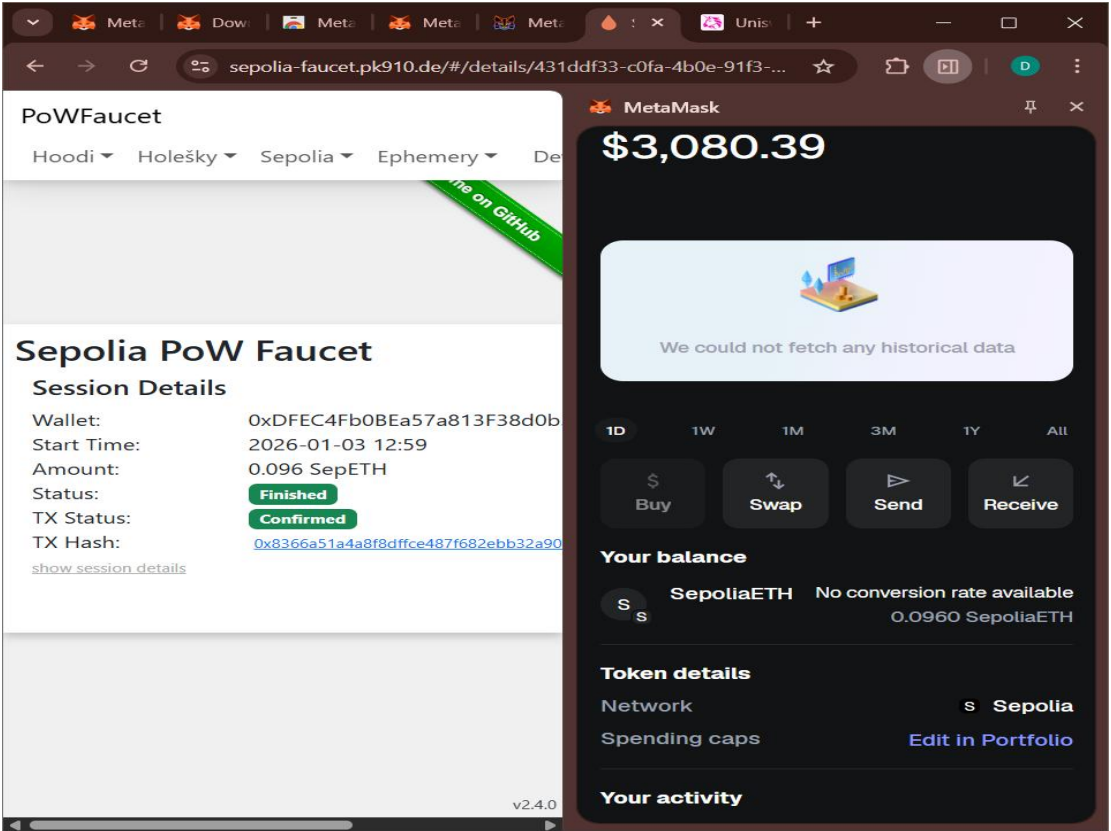 Meta
Dow
Meta
Meta
Meta
Unis
sepolia-faucet.pk910.de/#/details/431ddf33-c0fa-4b0e-91f3-...
D
PoWFaucet
Hoodi
Holešky
Sepolia
Ephemery
De
me on GitHub
Sepolia PoW Faucet
Session Details
Wallet: 0xDFEC4Fb0BEa57a813F38d0b
Start Time: 2026-01-03 12:59
Amount: 0.096 SepETH
Status: Finished
TX Status: Confirmed
TX Hash: 0x8366a51a4a8f8dffce487f682ebb32a90
show session details
v2.4.0
MetaMask
$3,080.39
We could not fetch any historical data
1D 1W 1M 3M 1Y All
$
Buy Swap Send Receive
Your balance
S
S
SepoliaETH No conversion rate available
0.0960 SepoliaETH
Token details
Network S Sepolia
Spending caps Edit in Portfolio
Your activity